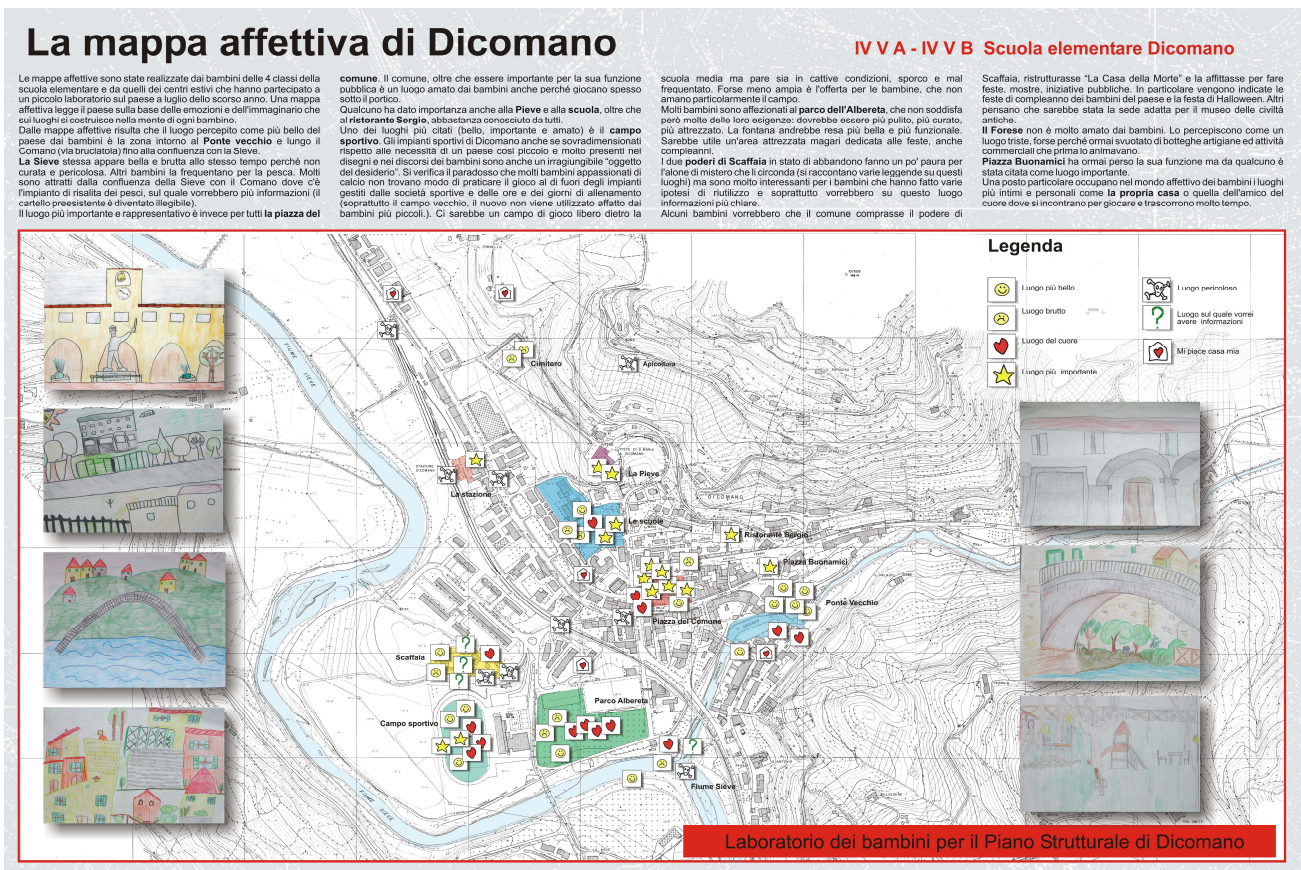 La mappa affettiva di Dicomano
IV V A - IV V B Scuola elementare Dicomano
Le mappe affettive sono state realizzate dai bambini delle 4 classi della
scuola elementare e da quelli dei centri estivi che hanno partecipato a
un piccolo laboratorio sul paese a luglio dello scorso anno. Una mappa
affettiva legge il paese sulla base delle emozioni e dell'immaginario che
sui luoghi si costruisce nella mente di ogni bambino.
Dalle mappe affettive risulta che il luogo percepito come più bello del
paese dai bambini è la zona intorno al Ponte vecchio e lungo il
Comano (via bruciatola) fino alla confluenza con la Sieve.
La Sieve stessa appare bella e brutta allo stesso tempo perché non
curata e pericolosa. Altri bambini la frequentano per la pesca. Molti
sono attratti dalla confluenza della Sieve con il Comano dove c'è
l'impianto di risalita dei pesci, sul quale vorrebbero più informazioni (il
cartello preesistente è diventato illegibile).
Il luogo più importante e rappresentativo è invece per tutti la piazza del
comune. Il comune, oltre che essere importante per la sua funzione
pubblica è un luogo amato dai bambini anche perché giocano spesso
sotto il portico.
Qualcuno ha dato importanza anche alla Pieve e alla scuola, oltre che
al ristorante Sergio, abbastanza conosciuto da tutti.
Uno dei luoghi più citati (bello, importante e amato) è il campo
sportivo. Gli impianti sportivi di Dicomano anche se sovradimensionati
rispetto alle necessità di un paese così piccolo e molto presenti nei
disegni e nei discorsi dei bambini sono anche un irragiungibile “oggetto
del desiderio”. Si verifica il paradosso che molti bambini appassionati di
calcio non trovano modo di praticare il gioco al di fuori degli impianti
gestiti dalle società sportive e delle ore e dei giorni di allenamento
(soprattutto il campo vecchio, il nuovo non viene utilizzato affatto dai
bambini più piccoli.). Ci sarebbe un campo di gioco libero dietro la
scuola media ma pare sia in cattive condizioni, sporco e mal
frequentato. Forse meno ampia è l'offerta per le bambine, che non
amano particolarmente il campo.
Molti bambini sono affezionati al parco dell'Albereta, che non soddisfa
però molte delle loro esigenze: dovrebbe essere più pulito, più curato,
più attrezzato. La fontana andrebbe resa più bella e più funzionale.
Sarebbe utile un'area attrezzata magari dedicata alle feste, anche
compleanni.
I due poderi di Scaffaia in stato di abbandono fanno un po' paura per
l'alone di mistero che li circonda (si raccontano varie leggende su questi
luoghi) ma sono molto interessanti per i bambini che hanno fatto varie
ipotesi di riutilizzo e soprattutto vorrebbero su questo luogo
informazioni più chiare.
Alcuni bambini vorrebbero che il comune comprasse il podere di
Scaffaia, ristrutturasse “La Casa della Morte” e la affittasse per fare
feste, mostre, iniziative pubbliche. In particolare vengono indicate le
feste di compleanno dei bambini del paese e la festa di Halloween. Altri
pensano che sarebbe stata la sede adatta per il museo delle civiltà
antiche.
Il Forese non è molto amato dai bambini. Lo percepiscono come un
luogo triste, forse perché ormai svuotato di botteghe artigiane ed attività
commerciali che prima lo animavano.
Piazza Buonamici ha ormai perso la sua funzione ma da qualcuno è
stata citata come luogo importante.
Una posto particolare occupano nel mondo affettivo dei bambini i luoghi
più intimi e personali come la propria casa o quella dell'amico del
cuore dove si incontrano per giocare e trascorrono molto tempo.
Legenda
Luogo più bello
Luogo brutto
Luogo del cuore
Luogo più importante
Luogo pericoloso
Luogo sul quale vorrei
avere informazioni
Mi piace casa mia
FIUME SIEVE
Cimitero
Apicoltura
STAZIONE
DICOMANO
La stazione
La Pieve
DICOMANO
Le scuole
Ristorante Sergio
Piazza Buonamici
Ponte Vecchio
Piazza del Comune
Scaffaia
Parco Albereta
Campo sportivo
Fiume Sieve
FIUME SIEVE
Laboratorio dei bambini per il Piano Strutturale di Dicomano